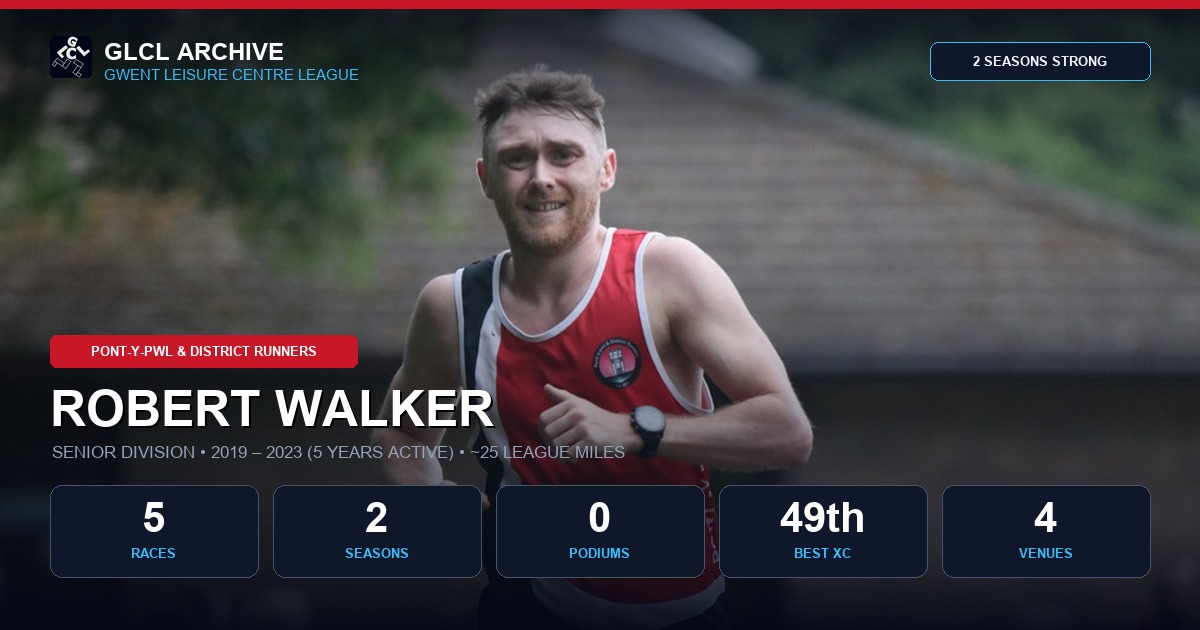 GLCL ARCHIVE
GWENT LEISURE CENTRE LEAGUE
2 SEASONS STRONG
PONT-Y-PWL & DISTRICT RUNNERS
ROBERT WALKER
SENIOR DIVISION • 2019 – 2023 (5 YEARS ACTIVE) • ~25 LEAGUE MILES
5
RACES
2
SEASONS
0
PODIUMS
49th
BEST XC
4
VENUES